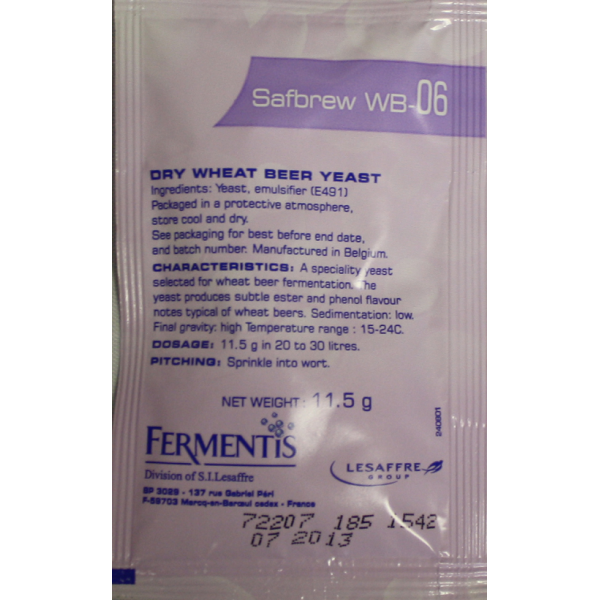 Safbrew WB-06
DRY WHEAT BEER YEAST
Ingredients: Yeast, emulsifier (E491)
Packaged in a protective atmosphere,
store cool and dry.
See packaging for best before end date,
and batch number. Manufactured in Belgium.
CHARACTERISTICS: A speciality yeast
selected for wheat beer fermentation. The
yeast produces subtle ester and phenol flavour
notes typical of wheat beers. Sedimentation: low.
Final gravity: high Temperature range : 15-24C.
DOSAGE: 11.5 g in 20 to 30 litres.
PITCHING: Sprinkle into wort.
NET WEIGHT: 11.5 g
240601
FERMENTIS
Division of S.I.Lesaffre
LESAFFRE
GROUP
BP 3029 - 137 rue Gabriel Péri
F-59703 Marcq-en-Barœul cedex - France
72207 185 1542
07 2013